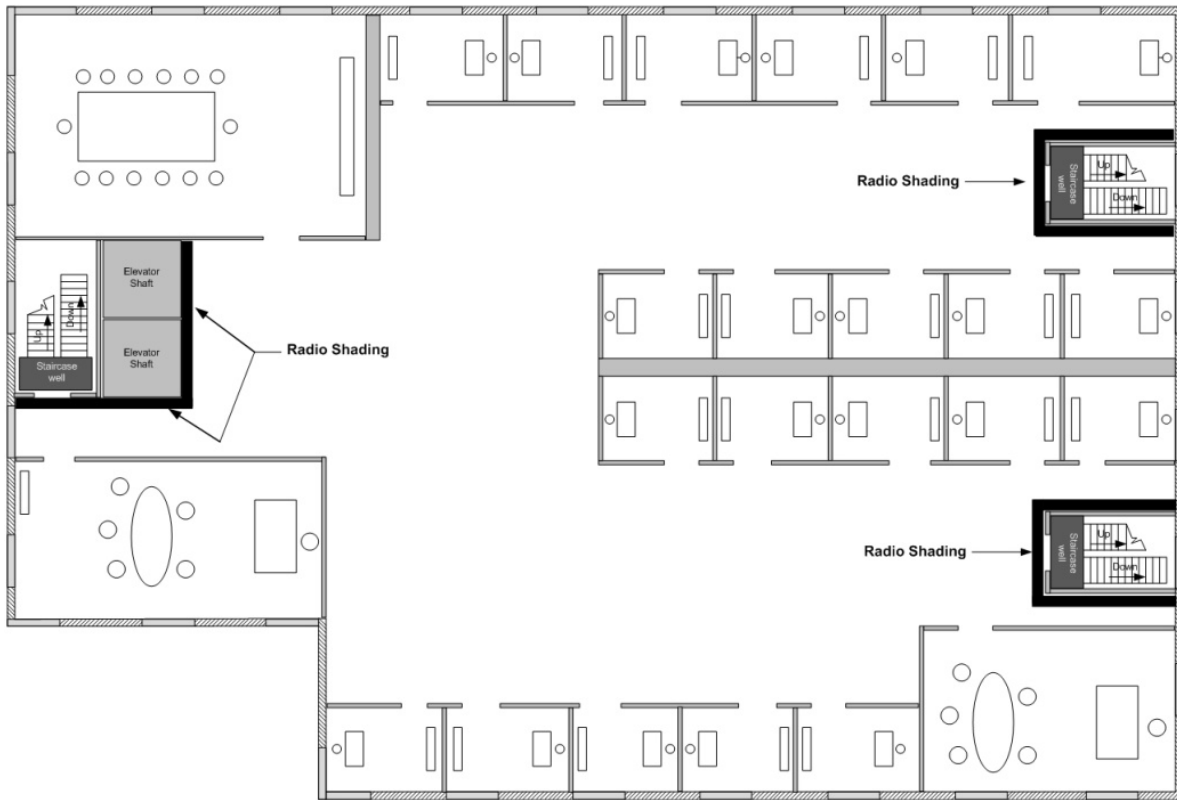 Up
Staircase
well
Down
Radio Shading
Elevator
Shaft
Down
Up
Elevator
Shaft
Staircase
well
Radio Shading
Up
Staircase
well
Down
Radio Shading